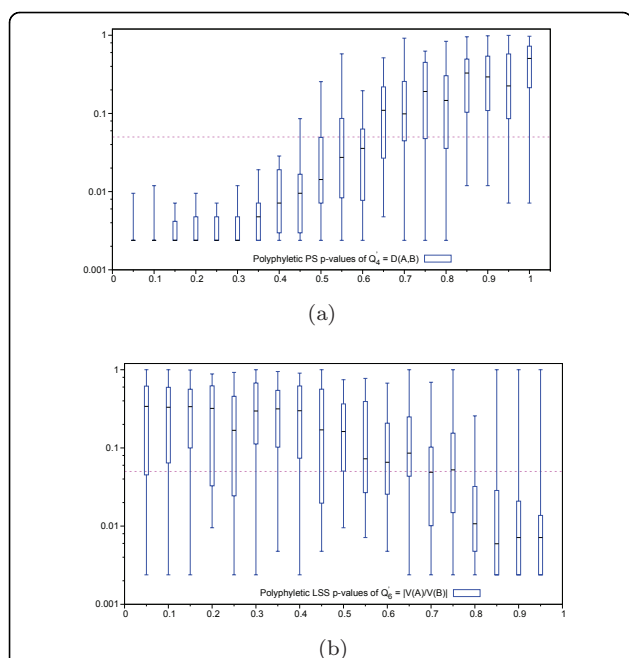 1
0.1
0.01
0.001
Polyphyletic PS p-values of Q'4 = D(A,B)
0 0.1 0.2 0.3 0.4 0.5 0.6 0.7 0.8 0.9 1
(a)
1
0.1
0.01
0.001
Polyphyletic LSS p-values of Q'6 = |V(A)/V(B)|
0 0.1 0.2 0.3 0.4 0.5 0.6 0.7 0.8 0.9 1
(b)